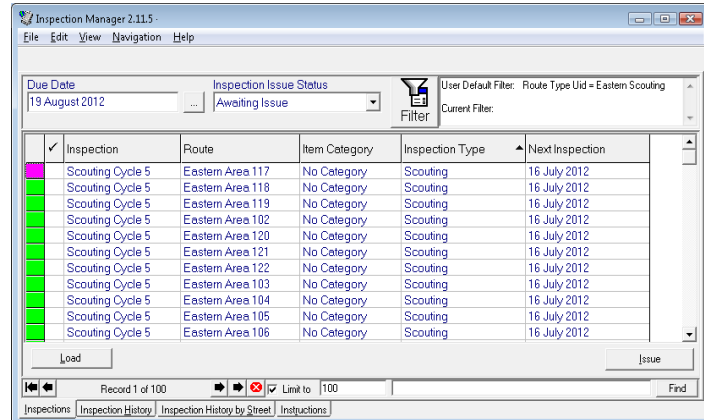 Inspection Manager 2.11.5 -
File Edit View Navigation Help
Due Date Inspection Issue Status
19 August 2012 ... Awaiting Issue
Filter
User Default Filter: Route Type Uid = Eastern Scouting
Current Filter:
✓ Inspection Route Item Category Inspection Type Next Inspection
Scouting Cycle 5 Eastern Area 117 No Category Scouting 16 July 2012
Scouting Cycle 5 Eastern Area 118 No Category Scouting 16 July 2012
Scouting Cycle 5 Eastern Area 119 No Category Scouting 16 July 2012
Scouting Cycle 5 Eastern Area 102 No Category Scouting 16 July 2012
Scouting Cycle 5 Eastern Area 120 No Category Scouting 16 July 2012
Scouting Cycle 5 Eastern Area 121 No Category Scouting 16 July 2012
Scouting Cycle 5 Eastern Area 122 No Category Scouting 16 July 2012
Scouting Cycle 5 Eastern Area 103 No Category Scouting 16 July 2012
Scouting Cycle 5 Eastern Area 104 No Category Scouting 16 July 2012
Scouting Cycle 5 Eastern Area 105 No Category Scouting 16 July 2012
Scouting Cycle 5 Eastern Area 106 No Category Scouting 16 July 2012
Load Issue
Record 1 of 100 Limit to 100 Find
Inspections Inspection History Inspection History by Street Instructions